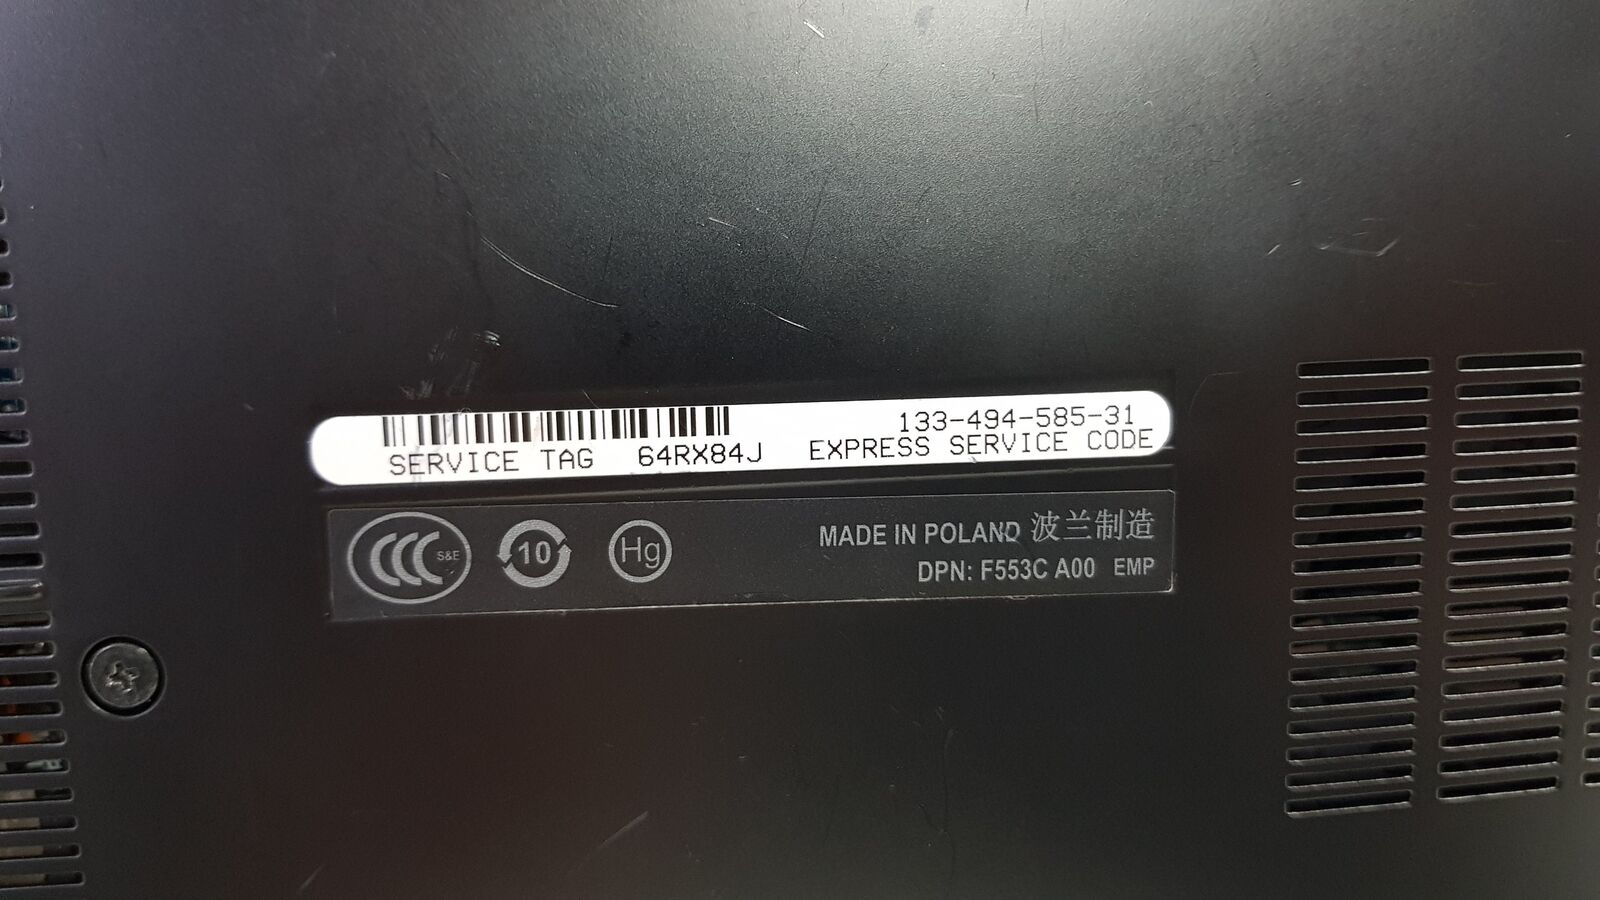 133-494-585-31
SERVICE TAG 64RX84J EXPRESS SERVICE CODE
CCC S&E 10 Hg MADE IN POLAND 波兰制造
DPN: F553C A00 EMP